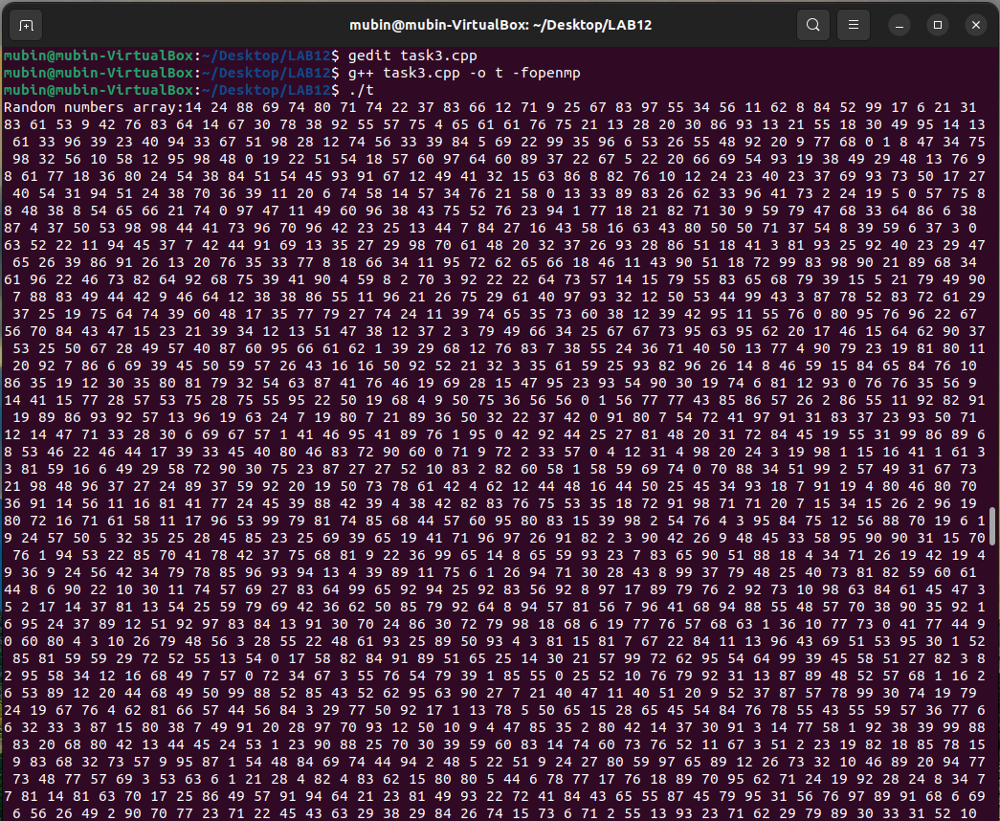 mubin@mubin-VirtualBox: ~/Desktop/LAB12
mubin@mubin-VirtualBox:~/Desktop/LAB12$ gedit task3.cpp
mubin@mubin-VirtualBox:~/Desktop/LAB12$ g++ task3.cpp -o t -fopenmp
mubin@mubin-VirtualBox:~/Desktop/LAB12$ ./t
Random numbers array:14 24 88 69 74 80 71 74 22 37 83 66 12 71 9 25 67 83 97 55 34 56 11 62 8 84 52 99 17 6 21 31
83 61 53 9 42 76 83 64 14 67 30 78 38 92 55 57 75 4 65 61 61 76 75 21 13 28 20 30 86 93 13 21 55 18 30 49 95 14 13
61 33 96 39 23 40 94 33 67 51 98 28 12 74 56 33 39 84 5 69 22 99 35 96 6 53 26 55 48 92 20 9 77 68 0 1 8 47 34 75
98 32 56 10 58 12 95 98 48 0 19 22 51 54 18 57 60 97 64 60 89 37 22 67 5 22 20 66 69 54 93 19 38 49 29 48 13 76 9
8 61 77 18 36 80 24 54 38 84 51 54 45 93 91 67 12 49 41 32 15 63 86 8 82 76 10 12 24 23 40 23 37 69 93 73 50 17 27
40 54 31 94 51 24 38 70 36 39 11 20 6 74 58 14 57 34 76 21 58 0 13 33 89 83 26 62 33 96 41 73 2 24 19 5 0 57 75 8
8 48 38 8 54 65 66 21 74 0 97 47 11 49 60 96 38 43 75 52 76 23 94 1 77 18 21 82 71 30 9 59 79 47 68 33 64 86 6 38
87 4 37 50 53 98 98 44 41 73 96 70 96 42 23 25 13 44 7 84 27 16 43 58 16 63 43 80 50 50 71 37 54 8 39 59 6 37 3 0
63 52 22 11 94 45 37 7 42 44 91 69 13 35 27 29 98 70 61 48 20 32 37 26 93 28 86 51 18 41 3 81 93 25 92 40 23 29 47
65 26 39 86 91 26 13 20 76 35 33 77 8 18 66 34 11 95 72 62 65 66 18 46 11 43 90 51 18 72 99 83 98 90 21 89 68 34
61 96 22 46 73 82 64 92 68 75 39 41 90 4 59 8 2 70 3 92 22 22 64 73 57 14 15 79 55 83 65 68 79 39 15 5 21 79 49 90
7 88 83 49 44 42 9 46 64 12 38 38 86 55 11 96 21 26 75 29 61 40 97 93 32 12 50 53 44 99 43 3 87 78 52 83 72 61 29
37 25 19 75 64 74 39 60 48 17 35 77 79 27 74 24 11 39 74 65 35 73 60 38 12 39 42 95 11 55 76 0 80 95 76 96 22 67
56 70 84 43 47 15 23 21 39 34 12 13 51 47 38 12 37 2 3 79 49 66 34 25 67 67 73 95 63 95 62 20 17 46 15 64 62 90 37
53 25 50 67 28 49 57 40 87 60 95 66 61 62 1 39 29 68 12 76 83 7 38 55 24 36 71 40 50 13 77 4 90 79 23 19 81 80 11
20 92 7 86 6 69 39 45 50 59 57 26 43 16 16 50 92 52 21 32 3 35 61 59 25 93 82 96 26 14 8 46 59 15 84 65 84 76 10
86 35 19 12 30 35 80 81 79 32 54 63 87 41 76 46 19 69 28 15 47 95 23 93 54 90 30 19 74 6 81 12 93 0 76 76 35 56 9
14 41 15 77 28 57 53 75 28 75 55 95 22 50 19 68 4 9 50 75 36 56 56 0 1 56 77 77 43 85 86 57 26 2 86 55 11 92 82 91
19 89 86 93 92 57 13 96 19 63 24 7 19 80 7 21 89 36 50 32 22 37 42 0 91 80 7 54 72 41 97 91 31 83 37 23 93 50 71
12 14 47 71 33 28 30 6 69 67 57 1 41 46 95 41 89 76 1 95 0 42 92 44 25 27 81 48 20 31 72 84 45 19 55 31 99 86 89 6
8 53 46 22 46 44 17 39 33 45 40 80 46 83 72 90 60 0 71 9 72 2 33 57 0 4 12 31 4 98 20 24 3 19 98 1 15 16 41 1 61 3
3 81 59 16 6 49 29 58 72 90 30 75 23 87 27 27 52 10 83 2 82 60 58 1 58 59 69 74 0 70 88 34 51 99 2 57 49 31 67 73
21 98 48 96 37 27 24 89 37 59 92 20 19 50 73 78 61 42 4 62 12 44 48 16 44 50 25 45 34 93 18 7 91 19 4 80 46 80 70
36 91 14 56 11 16 81 41 77 24 45 39 88 42 39 4 38 42 82 83 76 75 53 35 18 72 91 98 71 71 20 7 15 34 15 26 2 96 19
80 72 16 71 61 58 11 17 96 53 99 79 81 74 85 68 44 57 60 95 80 83 15 39 98 2 54 76 4 3 95 84 75 12 56 88 70 19 6 1
9 24 57 50 5 32 35 25 28 45 85 23 25 69 39 65 19 41 71 96 97 26 91 82 2 3 90 42 26 9 48 45 33 58 95 90 90 31 15 70
76 1 94 53 22 85 70 41 78 42 37 75 68 81 9 22 36 99 65 14 8 65 59 93 23 7 83 65 90 51 88 18 4 34 71 26 19 42 19 4
9 36 9 24 56 42 34 79 78 85 96 93 94 13 4 39 89 11 75 6 1 26 94 71 30 28 43 8 99 37 79 48 25 40 73 81 82 59 60 61
44 8 6 90 22 10 30 11 74 57 69 27 83 64 99 65 92 94 25 92 83 56 92 8 97 17 89 79 76 2 92 73 10 98 63 84 61 45 47 3
5 2 17 14 37 81 13 54 25 59 79 69 42 36 62 50 85 79 92 64 8 94 57 81 56 7 96 41 68 94 88 55 48 57 70 38 90 35 92 1
6 95 24 37 89 12 51 92 97 83 84 13 91 30 70 24 86 30 72 79 98 18 68 6 19 77 76 57 68 63 1 36 10 77 73 0 41 77 44 9
0 60 80 4 3 10 26 79 48 56 3 28 55 22 48 61 93 25 89 50 93 4 3 81 15 81 7 67 22 84 11 13 96 43 69 51 53 95 30 1 52
85 81 59 59 29 72 52 55 13 54 0 17 58 82 84 91 89 51 65 25 14 30 21 57 99 72 62 95 54 64 99 39 45 58 51 27 82 3 8
2 95 58 34 12 16 68 49 7 57 0 72 34 67 3 55 76 54 79 39 1 85 55 0 25 52 10 76 79 92 31 13 87 89 48 52 57 68 1 16 2
6 53 89 12 20 44 68 49 50 99 88 52 85 43 52 62 95 63 90 27 7 21 40 47 11 40 51 20 9 52 37 87 57 78 99 30 74 19 79
24 19 67 76 4 62 81 66 57 44 56 84 3 29 77 50 92 17 1 13 78 5 50 65 15 28 65 45 54 84 76 78 55 43 55 59 57 36 77 6
6 32 33 3 87 15 80 38 7 49 91 20 28 97 70 93 12 50 10 9 4 47 85 35 2 80 42 14 37 30 91 3 14 77 58 1 92 38 39 99 88
83 20 68 80 42 13 44 45 24 53 1 23 90 88 25 70 30 39 59 60 83 14 74 60 73 76 52 11 67 3 51 2 23 19 82 18 85 78 15
9 83 68 32 73 57 9 95 87 1 54 48 84 69 74 44 94 2 48 5 22 51 9 24 27 80 59 97 65 89 12 26 73 32 10 46 89 20 94 77
73 48 77 57 69 3 53 63 6 1 21 28 4 82 4 83 62 15 80 80 5 44 6 78 77 17 76 18 89 70 95 62 71 24 19 92 28 24 8 34 7
7 81 14 81 63 70 17 25 86 49 57 91 94 64 21 23 81 49 93 22 72 41 84 43 65 55 87 45 79 95 31 56 76 97 89 91 68 6 69
6 56 26 49 2 90 70 77 23 71 22 45 43 63 29 38 29 84 26 74 15 73 6 71 2 55 13 93 23 71 62 29 79 89 30 33 31 52 10